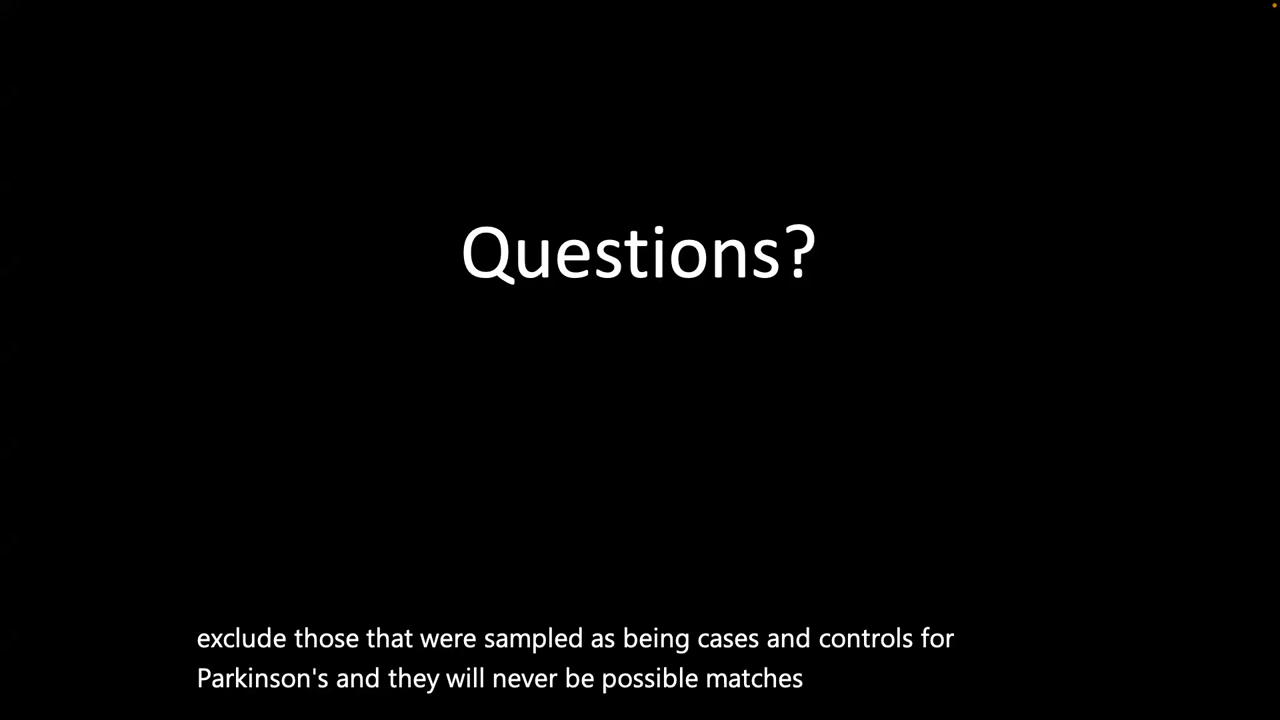 Questions?
exclude those that were sampled as being cases and controls for
Parkinson's and they will never be possible matches